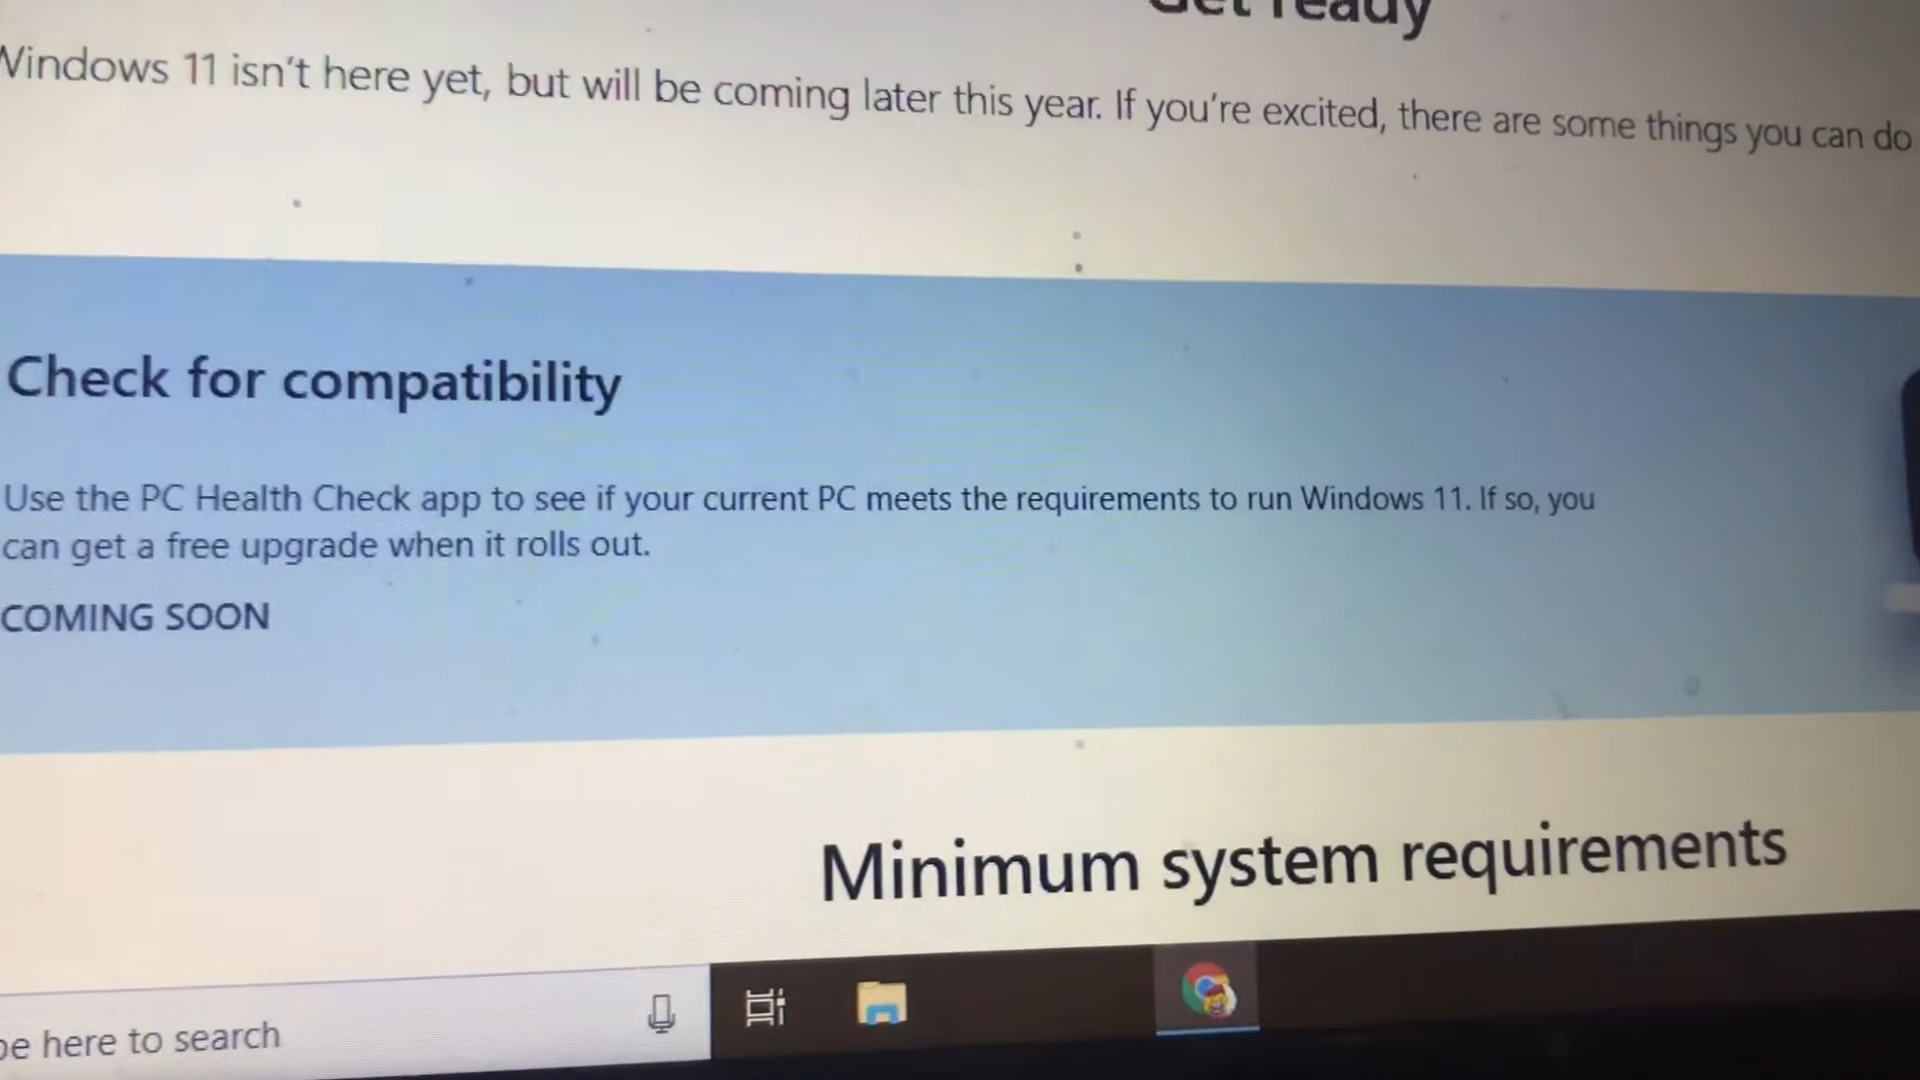 Get ready
Windows 11 isn't here yet, but will be coming later this year. If you're excited, there are some things you can do
Check for compatibility
Use the PC Health Check app to see if your current PC meets the requirements to run Windows 11. If so, you
can get a free upgrade when it rolls out.
COMING SOON
Minimum system requirements
pe here to search